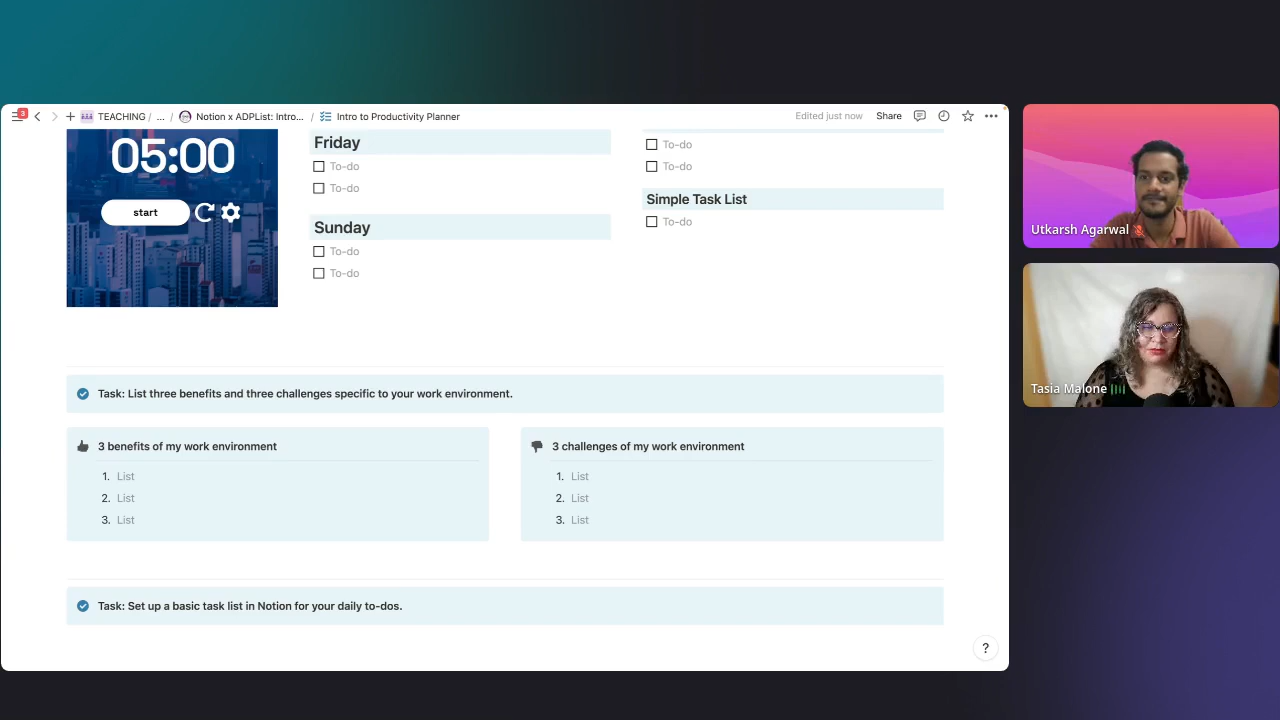 3
TEACHING / ... / Notion x ADPList: Intro... / Intro to Productivity Planner
Edited just now
Share
05:00
start
Friday
To-do
To-do
Sunday
To-do
To-do
To-do
To-do
Simple Task List
To-do
Task: List three benefits and three challenges specific to your work environment.
3 benefits of my work environment
1. List
2. List
3. List
3 challenges of my work environment
1. List
2. List
3. List
Task: Set up a basic task list in Notion for your daily to-dos.
?
Utkarsh Agarwal
Tasia Malone